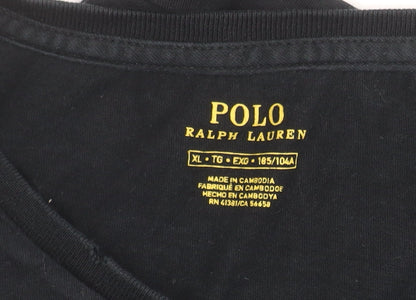 POLO
RALPH LAUREN
XL • TG • EXG • 185/104A
MADE IN CAMBODIA
FABRIQUÉ EN CAMBODGE
HECHO EN CAMBOYA
RN 41381/CA 54458